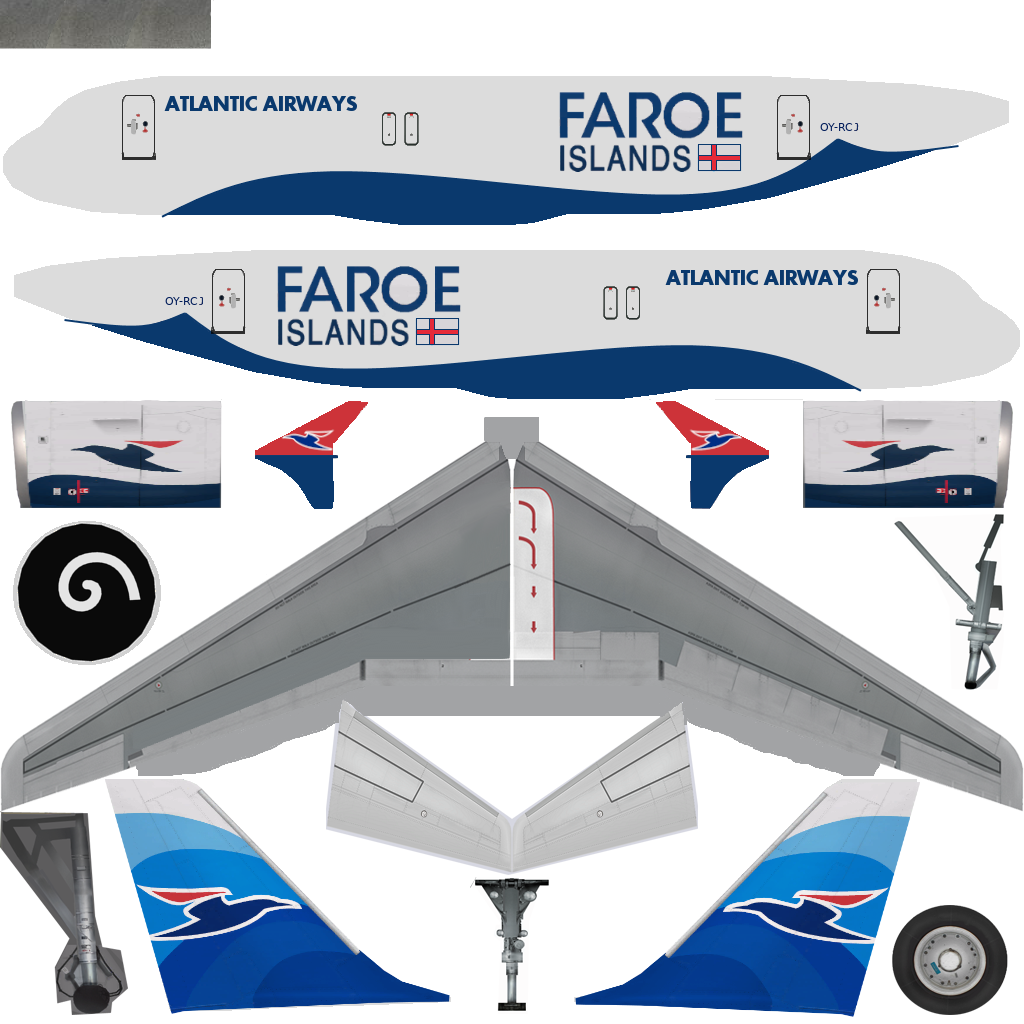 ATLANTIC AIRWAYS
FAROE
ISLANDS
OY-RCJ
ATLANTIC AIRWAYS
FAROE
ISLANDS
OY-RCJ